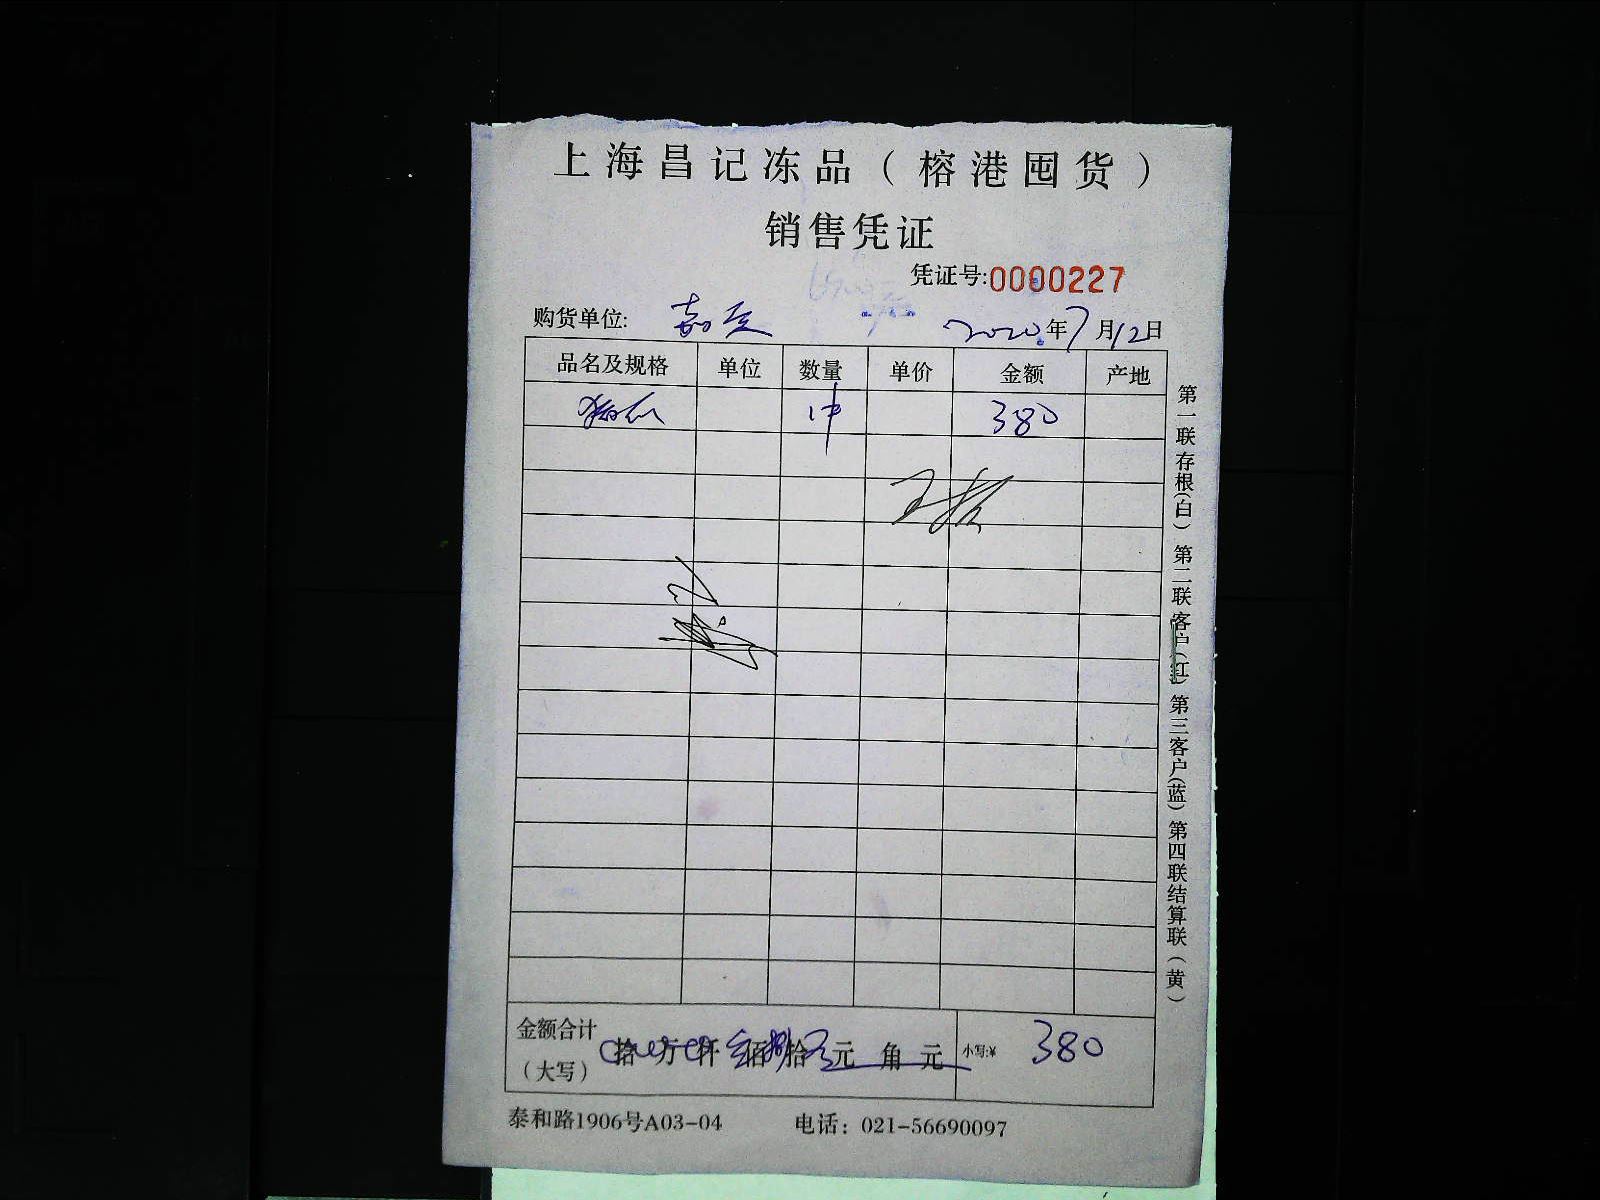 上海昌记冻品（榕港囤货）
销售凭证
凭证号:0000227
购货单位:
2020年7月12日
品名及规格 单位 数量 单价 金额 产地
1件 380
金额合计（大写） 拾 万 仟 叁佰 捌拾 元 角 元 小写:¥ 380
泰和路1906号A03-04 电话：021-56690097
第一联存根(白) 第二联客户(红) 第三客户(蓝) 第四联结算联（黄）